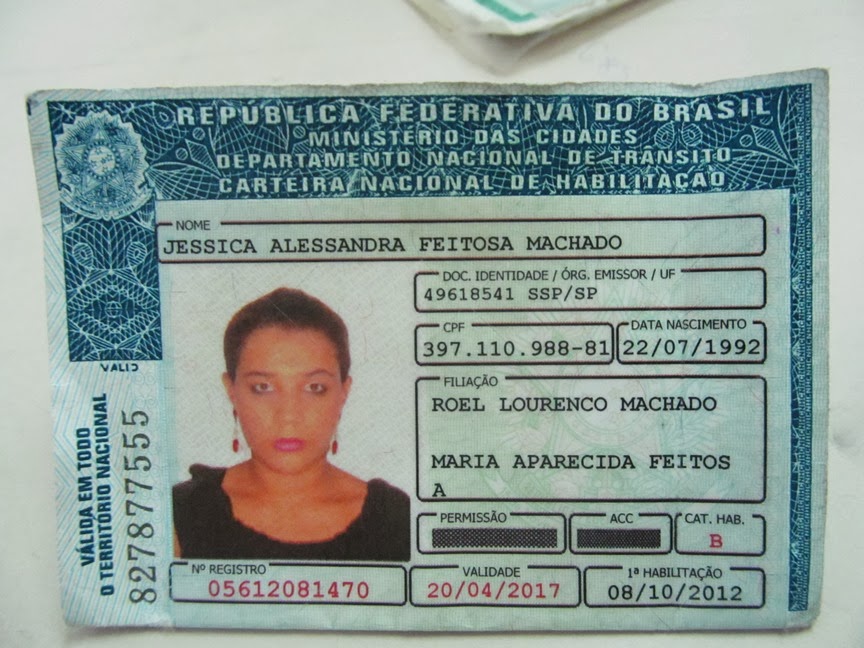 REPÚBLICA FEDERATIVA DO BRASIL
MINISTÉRIO DAS CIDADES
DEPARTAMENTO NACIONAL DE TRÂNSITO
CARTEIRA NACIONAL DE HABILITAÇÃO
NOME
JESSICA ALESSANDRA FEITOSA MACHADO
DOC. IDENTIDADE / ÓRG. EMISSOR / UF
49618541 SSP/SP
CPF
397.110.988-81
DATA NASCIMENTO
22/07/1992
FILIAÇÃO
ROEL LOURENCO MACHADO
MARIA APARECIDA FEITOS
A
PERMISSÃO
ACC
CAT. HAB.
B
Nº REGISTRO
05612081470
VALIDADE
20/04/2017
1ª HABILITAÇÃO
08/10/2012
VÁLIDA EM TODO
O TERRITÓRIO NACIONAL
827877555